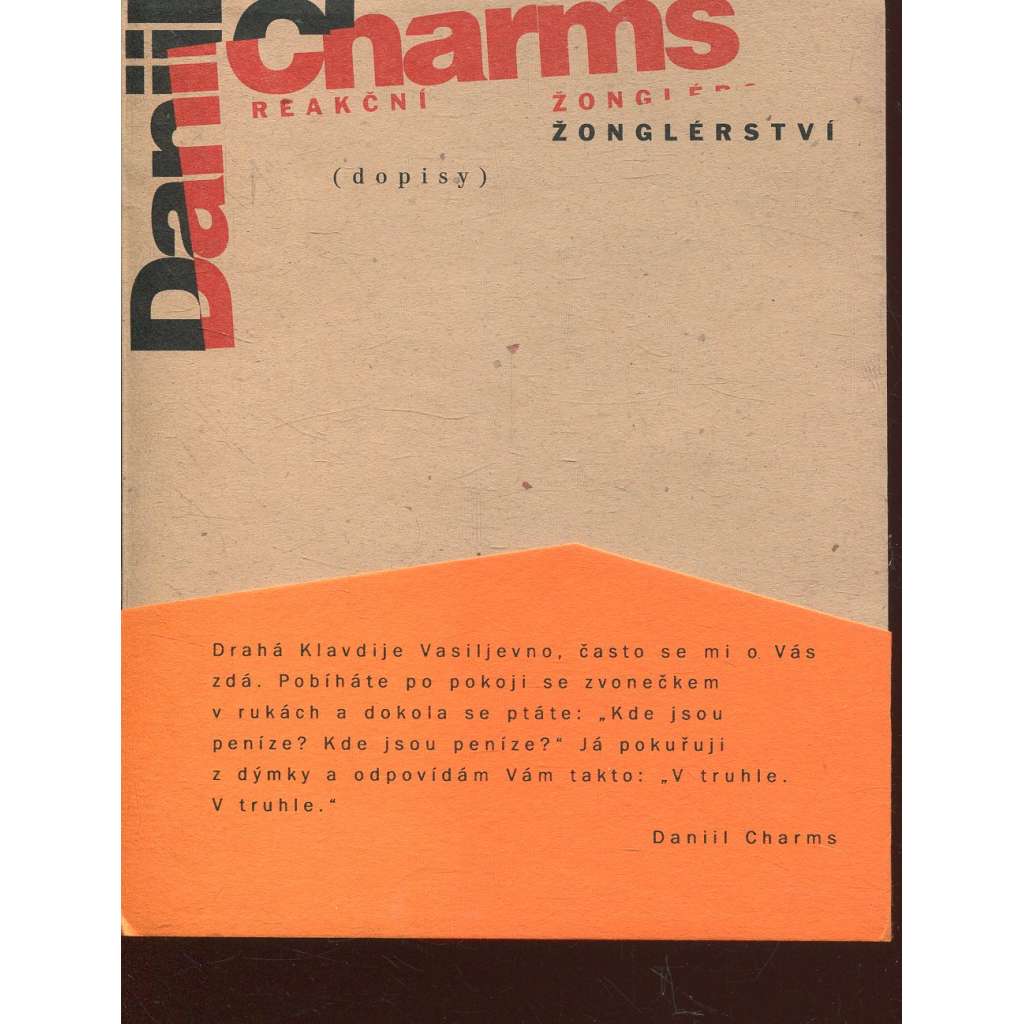 Daniil
Charms
REAKČNÍ
ŽONGLÉRSTVÍ
(dopisy)
Drahá Klavdije Vasiljevno, často se mi o Vás
zdá. Pobíháte po pokoji se zvonečkem
v rukách a dokola se ptáte: „Kde jsou
peníze? Kde jsou peníze?“ Já pokuřuji
z dýmky a odpovídám Vám takto: „V truhle.
V truhle.“
Daniil Charms